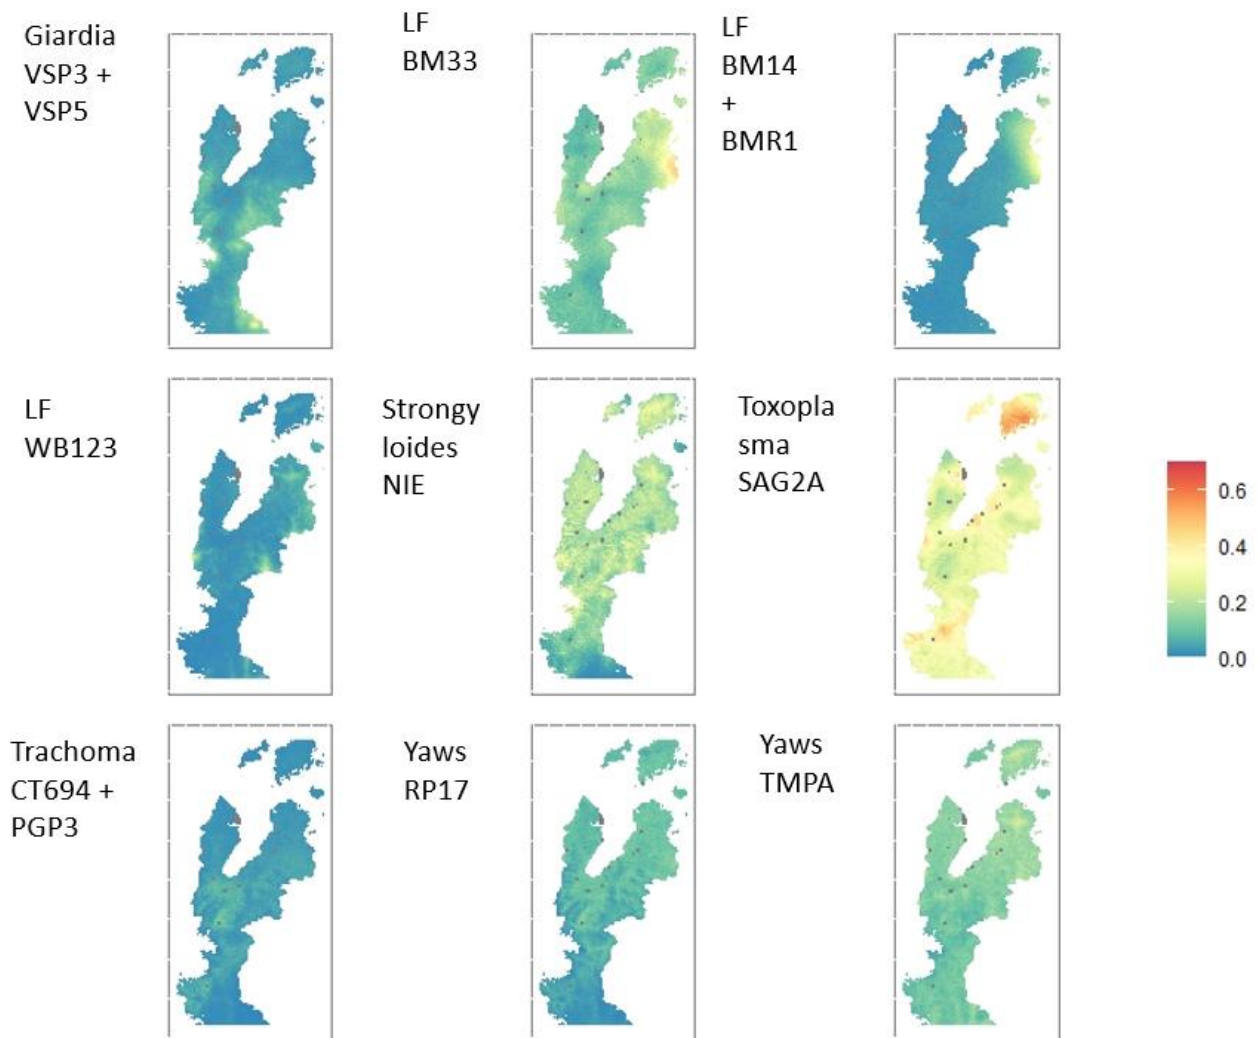 Giardia
VSP3 +
VSP5
LF
BM33
LF
BM14
+
BMR1
LF
WB123
Strongy
loides
NIE
Toxopla
sma
SAG2A
0.6
0.4
0.2
0.0
Trachoma
CT694 +
PGP3
Yaws
RP17
Yaws
TMPA